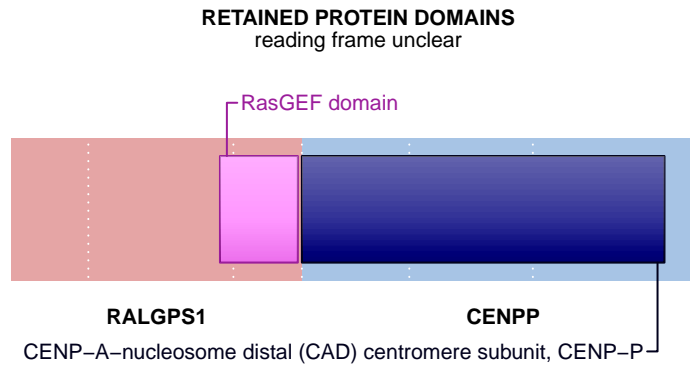 RETAINED PROTEIN DOMAINS
reading frame unclear
RasGEF domain
RALGPS1 CENPP
CENP−A−nucleosome distal (CAD) centromere subunit, CENP−P